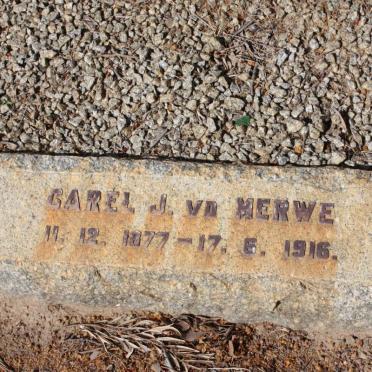 CAREL J. VD MERWE
11. 12. 1877 – 17. 6. 1916.